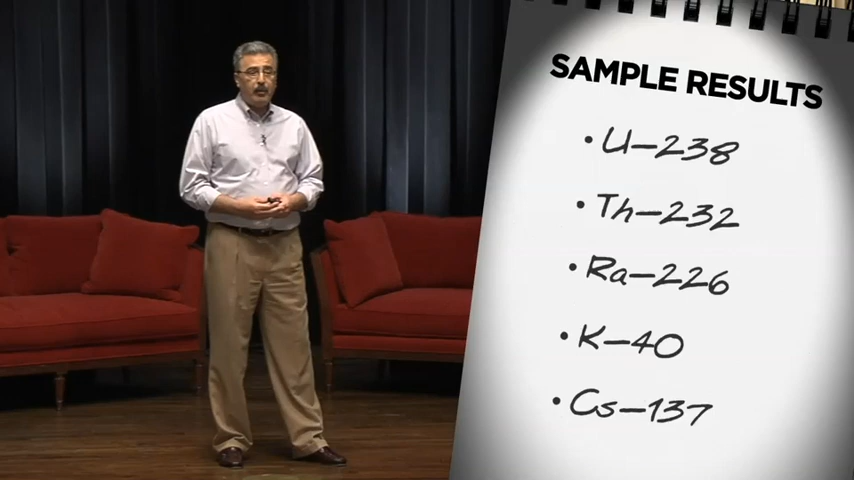 SAMPLE RESULTS
• U-238
• Th-232
• Ra-226
• K-40
• Cs-137